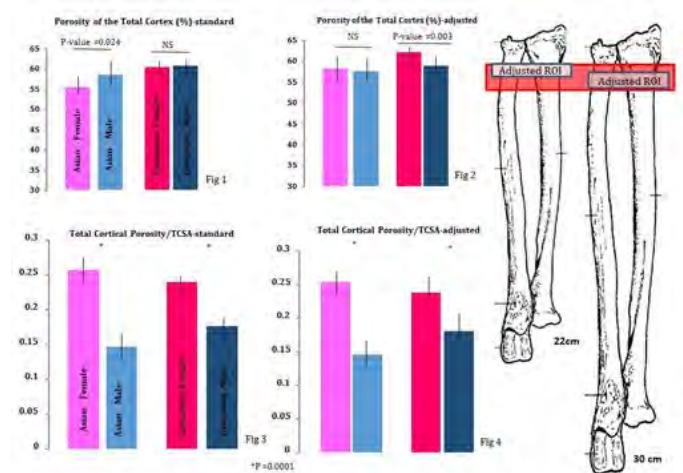 Porosity of the Total Cortex (%)-standard
P-value =0.024
NS
65
60
55
50
45
40
35
30
Asian Female
Asian Male
Fig 1
Porosity of the Total Cortex (%)-adjusted
NS
P-value =0.003
65
60
55
50
45
40
35
30
Fig 2
Adjusted ROI
Adjusted ROI
Total Cortical Porosity/TCSA-standard
*
*
0.3
0.25
0.2
0.15
0.1
0.05
0
Asian Female
Asian Male
Fig 3
*P =0.0001
Total Cortical Porosity/TCSA-adjusted
*
*
0.3
0.25
0.2
0.15
0.1
0.05
0
Fig 4
22cm
30 cm